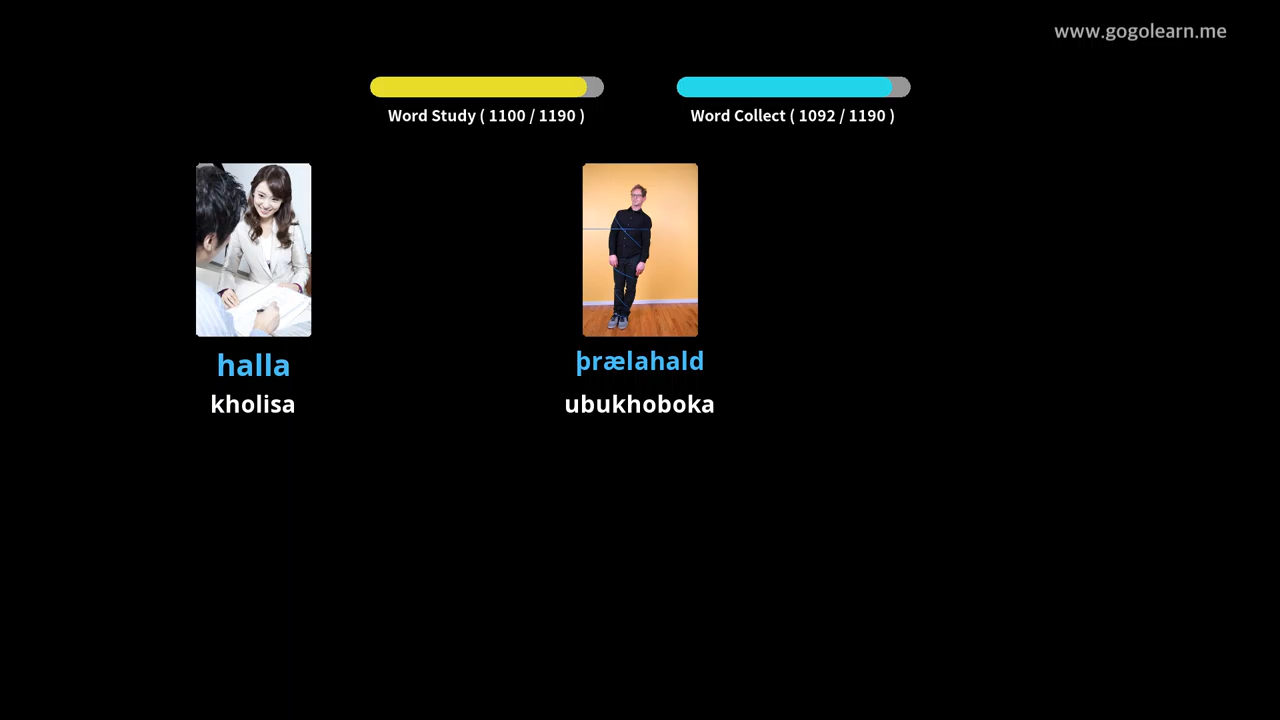 www.gogolearn.me
Word Study ( 1100 / 1190 )
Word Collect ( 1092 / 1190 )
halla
kholisa
þrælahald
ubukhoboka